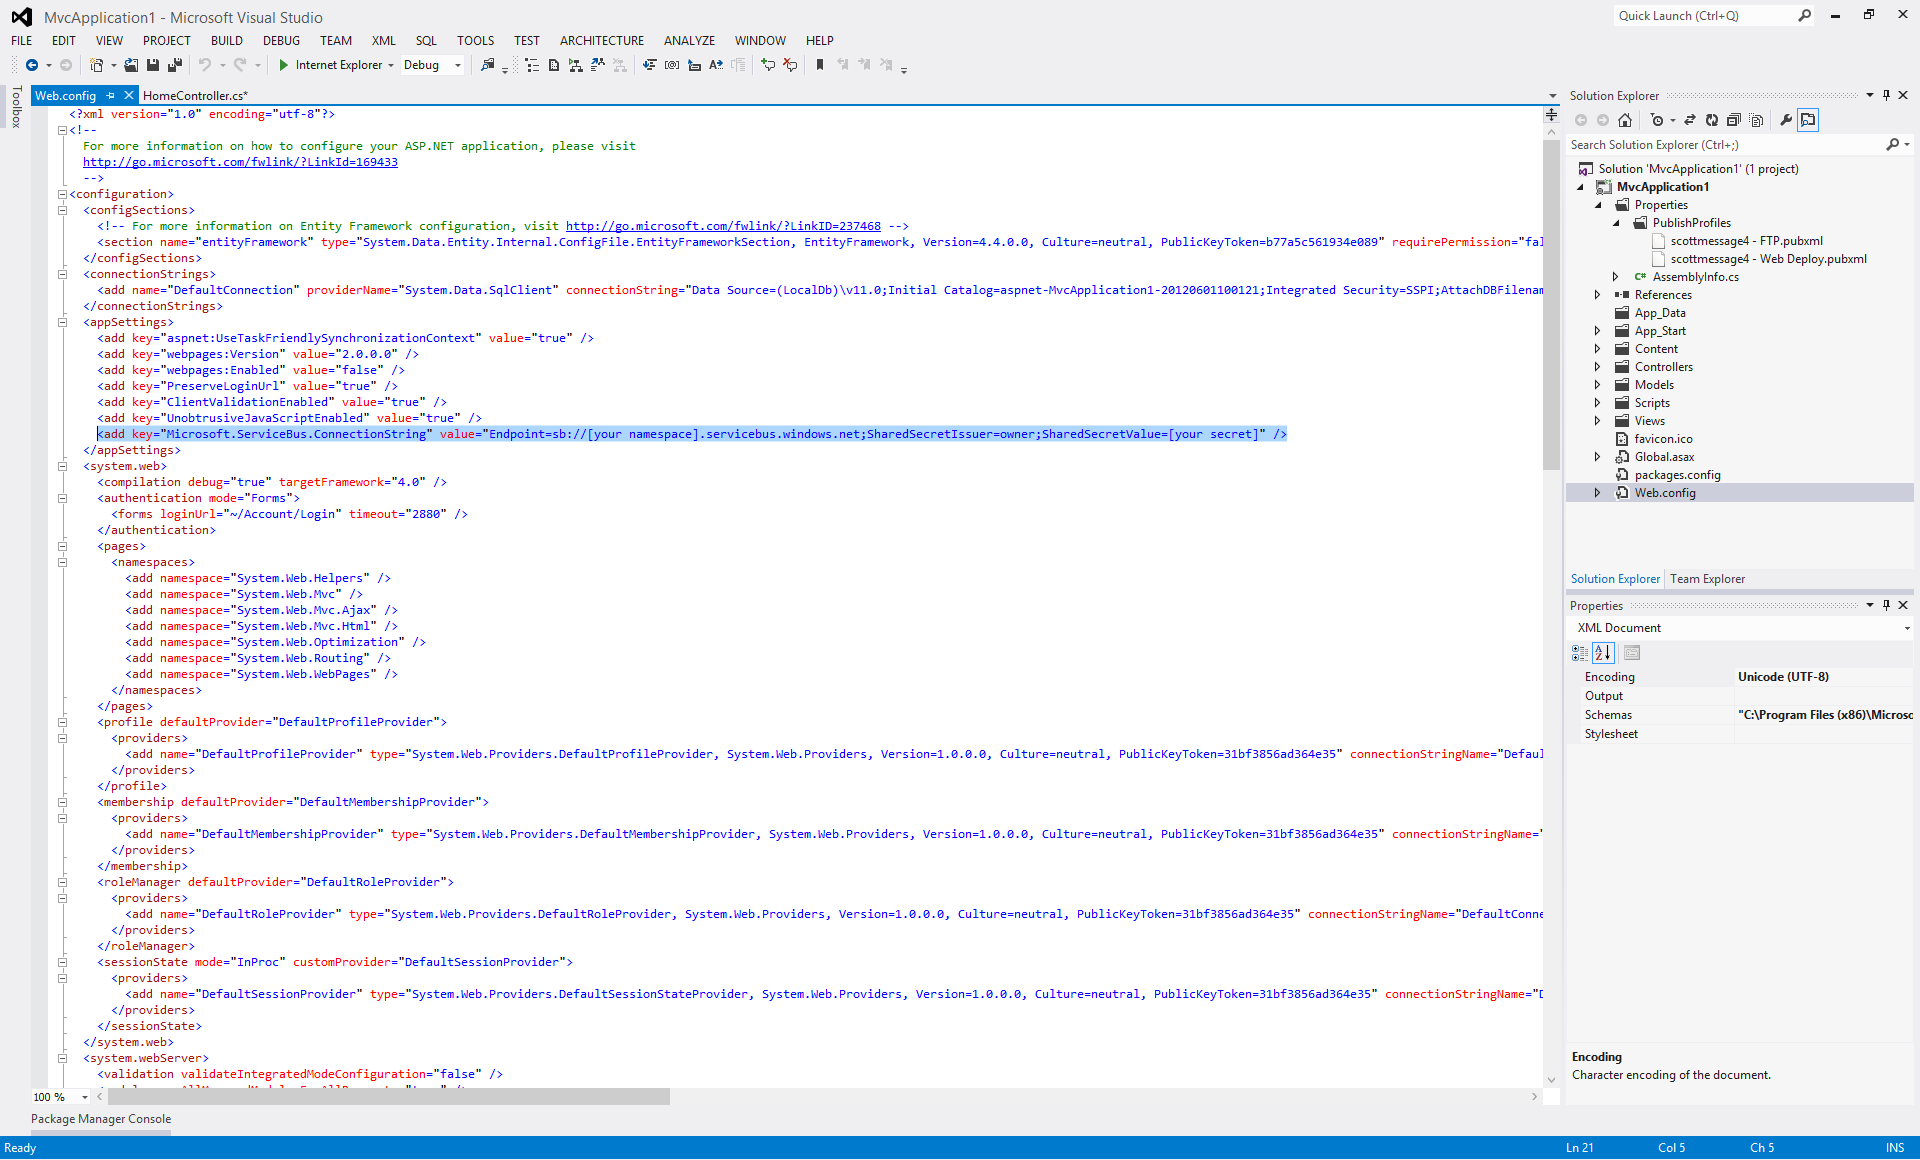 MvcApplication1 - Microsoft Visual Studio
Quick Launch (Ctrl+Q)
FILE EDIT VIEW PROJECT BUILD DEBUG TEAM XML SQL TOOLS TEST ARCHITECTURE ANALYZE WINDOW HELP
Internet Explorer Debug
Toolbox
Web.config HomeController.cs*
<?xml version="1.0" encoding="utf-8"?>
<!--
For more information on how to configure your ASP.NET application, please visit
http://go.microsoft.com/fwlink/?LinkId=169433
-->
<configuration>
<configSections>
<!-- For more information on Entity Framework configuration, visit http://go.microsoft.com/fwlink/?LinkID=237468 -->
<section name="entityFramework" type="System.Data.Entity.Internal.ConfigFile.EntityFrameworkSection, EntityFramework, Version=4.4.0.0, Culture=neutral, PublicKeyToken=b77a5c561934e089" requirePermission="fal
</configSections>
<connectionStrings>
<add name="DefaultConnection" providerName="System.Data.SqlClient" connectionString="Data Source=(LocalDb)\v11.0;Initial Catalog=aspnet-MvcApplication1-20120601100121;Integrated Security=SSPI;AttachDBFilenam
</connectionStrings>
<appSettings>
<add key="aspnet:UseTaskFriendlySynchronizationContext" value="true" />
<add key="webpages:Version" value="2.0.0.0" />
<add key="webpages:Enabled" value="false" />
<add key="PreserveLoginUrl" value="true" />
<add key="ClientValidationEnabled" value="true" />
<add key="UnobtrusiveJavaScriptEnabled" value="true" />
<add key="Microsoft.ServiceBus.ConnectionString" value="Endpoint=sb://[your namespace].servicebus.windows.net;SharedSecretIssuer=owner;SharedSecretValue=[your secret]" />
</appSettings>
<system.web>
<compilation debug="true" targetFramework="4.0" />
<authentication mode="Forms">
<forms loginUrl="~/Account/Login" timeout="2880" />
</authentication>
<pages>
<namespaces>
<add namespace="System.Web.Helpers" />
<add namespace="System.Web.Mvc" />
<add namespace="System.Web.Mvc.Ajax" />
<add namespace="System.Web.Mvc.Html" />
<add namespace="System.Web.Optimization" />
<add namespace="System.Web.Routing" />
<add namespace="System.Web.WebPages" />
</namespaces>
</pages>
<profile defaultProvider="DefaultProfileProvider">
<providers>
<add name="DefaultProfileProvider" type="System.Web.Providers.DefaultProfileProvider, System.Web.Providers, Version=1.0.0.0, Culture=neutral, PublicKeyToken=31bf3856ad364e35" connectionStringName="Defaul
</providers>
</profile>
<membership defaultProvider="DefaultMembershipProvider">
<providers>
<add name="DefaultMembershipProvider" type="System.Web.Providers.DefaultMembershipProvider, System.Web.Providers, Version=1.0.0.0, Culture=neutral, PublicKeyToken=31bf3856ad364e35" connectionStringName="
</providers>
</membership>
<roleManager defaultProvider="DefaultRoleProvider">
<providers>
<add name="DefaultRoleProvider" type="System.Web.Providers.DefaultRoleProvider, System.Web.Providers, Version=1.0.0.0, Culture=neutral, PublicKeyToken=31bf3856ad364e35" connectionStringName="DefaultConne
</providers>
</roleManager>
<sessionState mode="InProc" customProvider="DefaultSessionProvider">
<providers>
<add name="DefaultSessionProvider" type="System.Web.Providers.DefaultSessionStateProvider, System.Web.Providers, Version=1.0.0.0, Culture=neutral, PublicKeyToken=31bf3856ad364e35" connectionStringName="D
</providers>
</sessionState>
</system.web>
<system.webServer>
<validation validateIntegratedModeConfiguration="false" />
100 %
Package Manager Console
Solution Explorer
Search Solution Explorer (Ctrl+;)
Solution 'MvcApplication1' (1 project)
MvcApplication1
Properties
PublishProfiles
scottmessage4 - FTP.pubxml
scottmessage4 - Web Deploy.pubxml
C# AssemblyInfo.cs
References
App_Data
App_Start
Content
Controllers
Models
Scripts
Views
favicon.ico
Global.asax
packages.config
Web.config
Solution Explorer Team Explorer
Properties
XML Document
Encoding Unicode (UTF-8)
Output
Schemas "C:\Program Files (x86)\Microso
Stylesheet
Encoding
Character encoding of the document.
Ready Ln 21 Col 5 Ch 5 INS